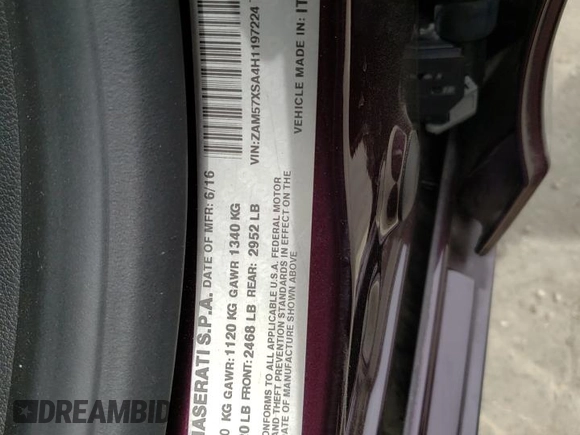 MASERATI S.P.A. DATE OF MFR: 6/16
KG GAWR: 1120 KG GAWR 1340 KG
LB FRONT: 2468 LB REAR: 2952 LB
CONFORMS TO ALL APPLICABLE U.S.A. FEDERAL MOTOR
AND THEFT PREVENTION STANDARDS IN EFFECT ON THE
DATE OF MANUFACTURE SHOWN ABOVE
VIN: ZAM57XSA4H1197224
VEHICLE MADE IN: IT
DREAMBID